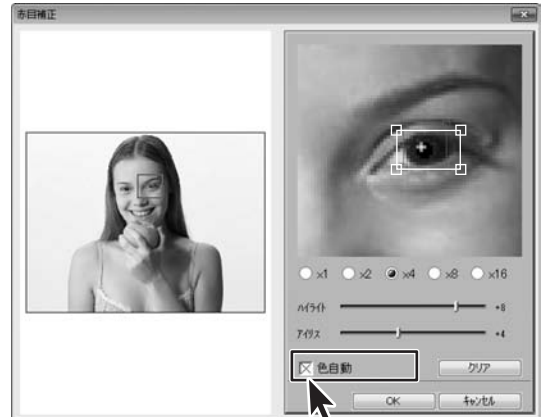 赤目補正
x1 x2 x4 x8 x16
ハイライト +8
アイリス +4
色自動 クリア
OK キャンセル